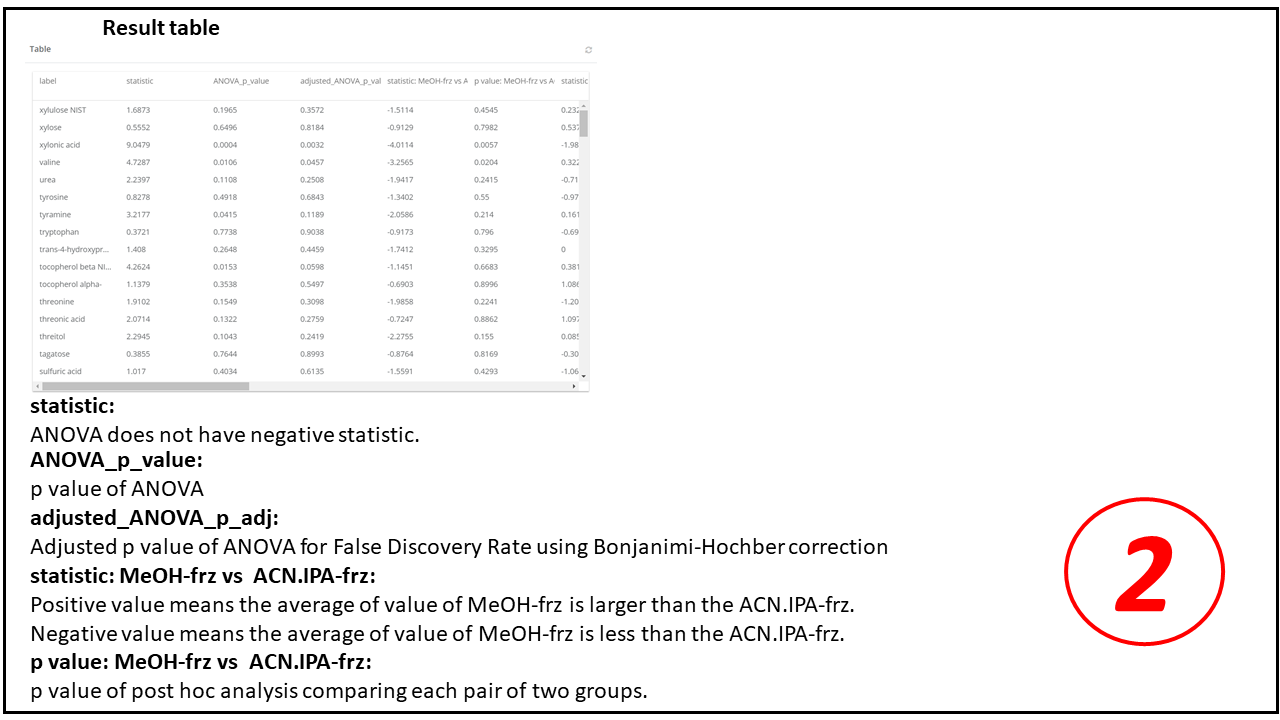 Result table
Table
label statistic ANOVA_p_value adjusted_ANOVA_p_val statistic: MeOH-frz vs A p value: MeOH-frz vs A statistic
xylulose NIST 1.6873 0.1965 0.3572 -1.5114 0.4545 0.232
xylose 0.5552 0.6496 0.8184 -0.9129 0.7982 0.537
xylonic acid 9.0479 0.0004 0.0032 -4.0114 0.0057 -1.98
valine 4.7287 0.0106 0.0457 -3.2565 0.0204 0.322
urea 2.2397 0.1108 0.2508 -1.9417 0.2415 -0.71
tyrosine 0.8278 0.4918 0.6843 -1.3402 0.55 -0.97
tyramine 3.2177 0.0415 0.1189 -2.0586 0.214 0.161
tryptophan 0.3721 0.7738 0.9038 -0.9173 0.796 -0.69
trans-4-hydroxypr... 1.408 0.2648 0.4459 -1.7412 0.3295 0
tocopherol beta NI... 4.2624 0.0153 0.0598 -1.1451 0.6683 0.381
tocopherol alpha- 1.1379 0.3538 0.5497 -0.6903 0.8996 1.086
threonine 1.9102 0.1549 0.3098 -1.9858 0.2241 -1.20
threonic acid 2.0714 0.1322 0.2759 -0.7247 0.8862 1.097
threitol 2.2945 0.1043 0.2419 -2.2755 0.155 0.085
tagatose 0.3855 0.7644 0.8993 -0.8764 0.8169 -0.30
sulfuric acid 1.017 0.4034 0.6135 -1.5591 0.4293 -1.06
statistic:
ANOVA does not have negative statistic.
ANOVA_p_value:
p value of ANOVA
adjusted_ANOVA_p_adj:
Adjusted p value of ANOVA for False Discovery Rate using Bonjanimi-Hochber correction
statistic: MeOH-frz vs ACN.IPA-frz:
Positive value means the average of value of MeOH-frz is larger than the ACN.IPA-frz.
Negative value means the average of value of MeOH-frz is less than the ACN.IPA-frz.
p value: MeOH-frz vs ACN.IPA-frz:
p value of post hoc analysis comparing each pair of two groups.
2